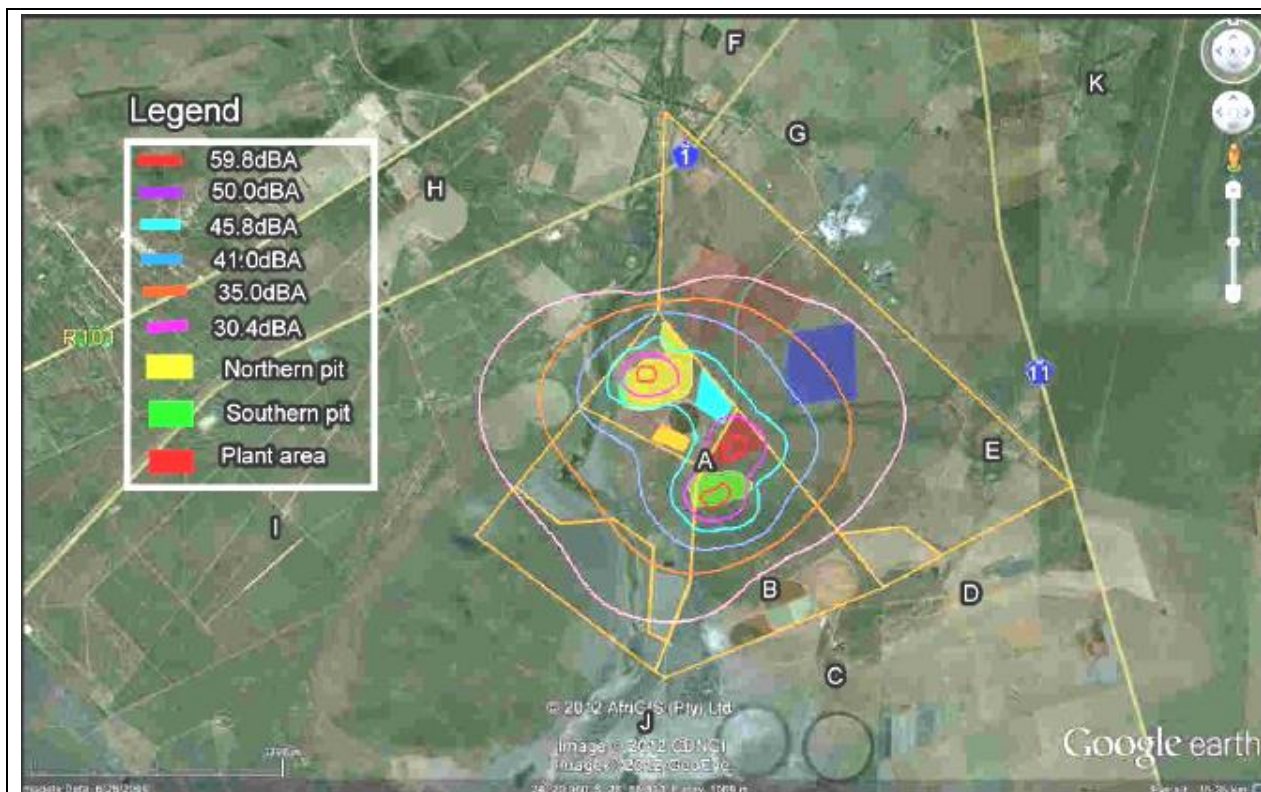 F
K
Legend
G
1
59.8dBA
50.0dBA
H
45.8dBA
41.0dBA
35.0dBA
30.4dBA
R101
Northern pit
11
Southern pit
A
E
Plant area
I
B
D
C
© 2012 AfriGIS (Pty) Ltd.
J
Image © 2012
Image © 2012 GeoEye
Google earth